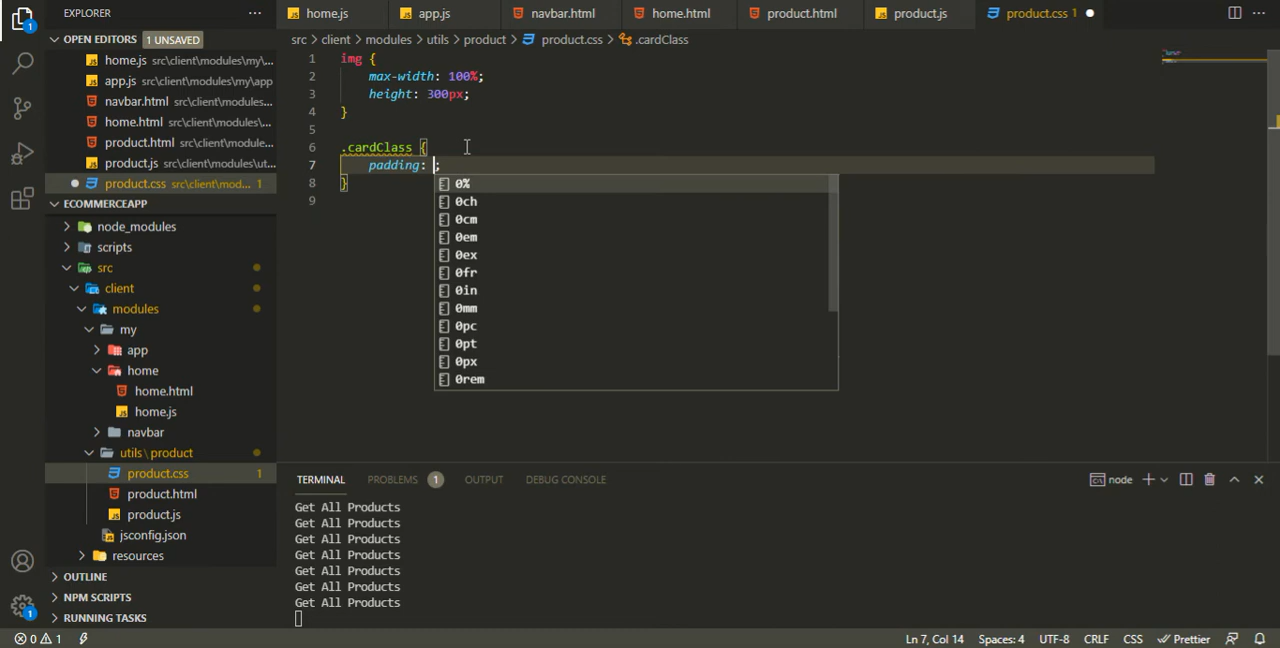 EXPLORER
home.js
app.js
navbar.html
home.html
product.html
product.js
product.css 1
OPEN EDITORS 1 UNSAVED
src > client > modules > utils > product > product.css > .cardClass
home.js src\client\modules\my\...
app.js src\client\modules\my\app
navbar.html src\client\modules...
home.html src\client\modules...
product.html src\client\module...
product.js src\client\modules\ut...
product.css src\client\mod... 1
ECOMMERCEAPP
node_modules
scripts
src
client
modules
my
app
home
home.html
home.js
navbar
utils \ product
product.css 1
product.html
product.js
jsconfig.json
resources
OUTLINE
NPM SCRIPTS
RUNNING TASKS
1 img {
2 max-width: 100%;
3 height: 300px;
4 }
5
6 .cardClass {
7 padding: ;
8 }
9
0%
0ch
0cm
0em
0ex
0fr
0in
0mm
0pc
0pt
0px
0rem
TERMINAL PROBLEMS 1 OUTPUT DEBUG CONSOLE node
Get All Products
Get All Products
Get All Products
Get All Products
Get All Products
Get All Products
Get All Products
1
1
0 1 Ln 7, Col 14 Spaces: 4 UTF-8 CRLF CSS Prettier